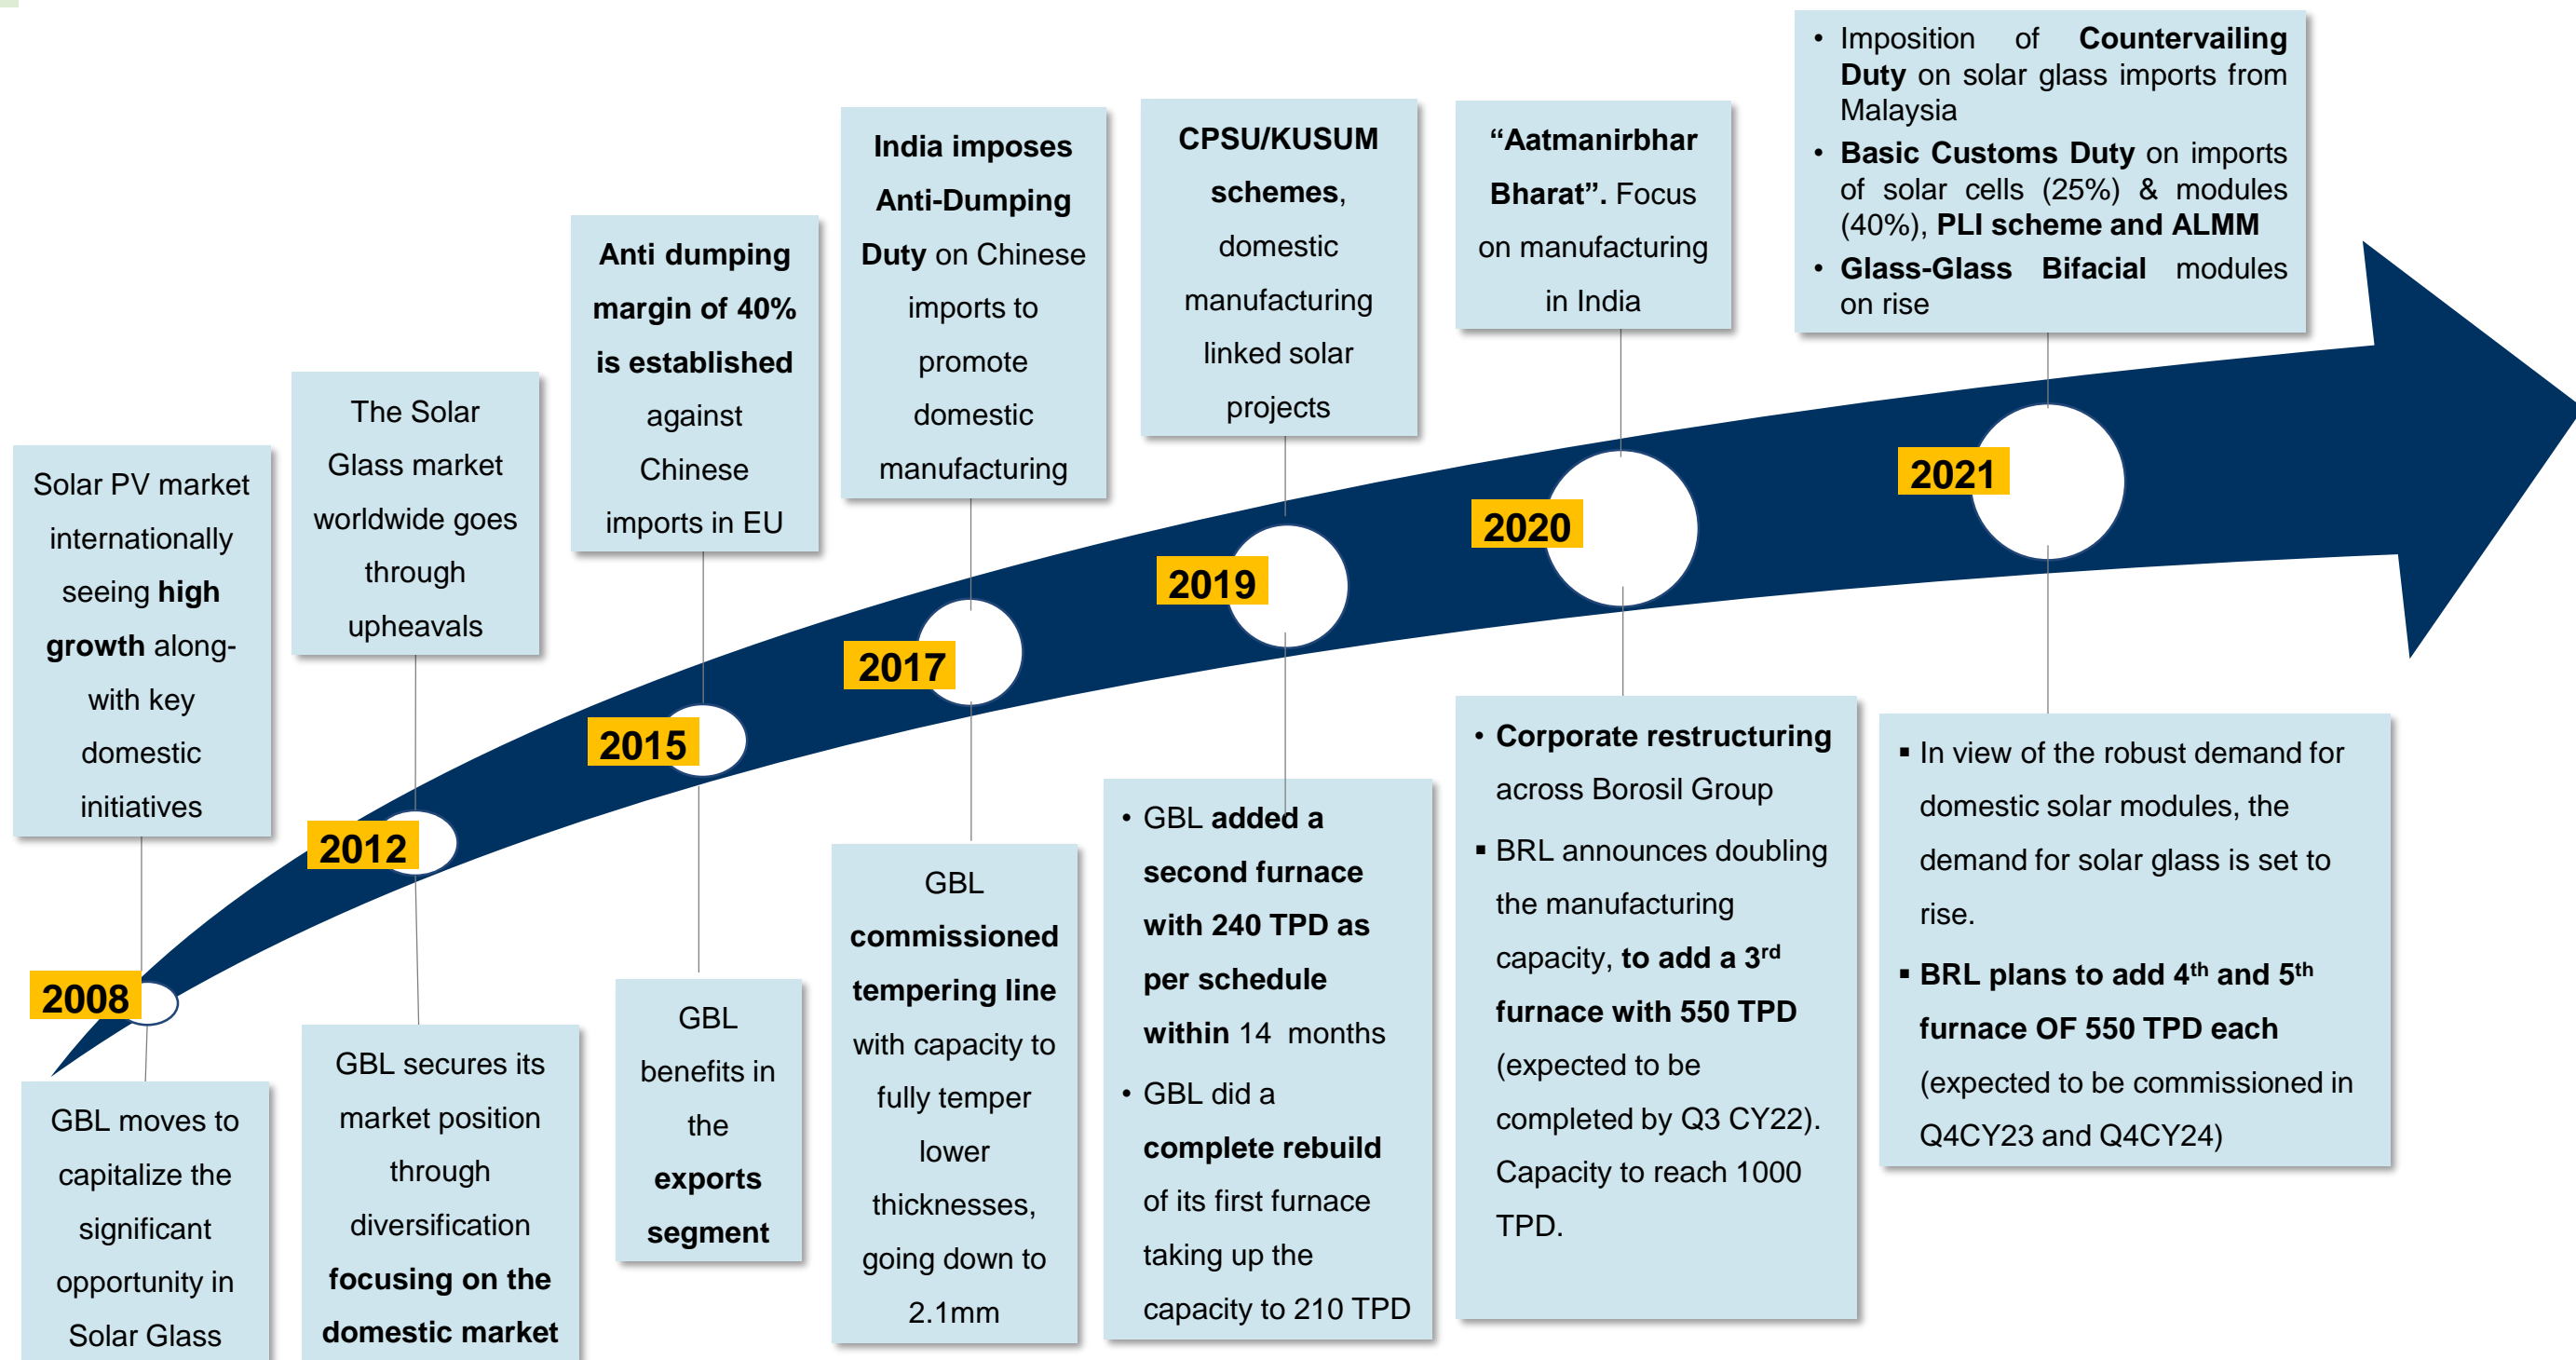 Solar PV market
internationally
seeing high
growth along-
with key
domestic
initiatives
2008
GBL moves to
capitalize the
significant
opportunity in
Solar Glass
The Solar
Glass market
worldwide goes
through
upheavals
2012
GBL secures its
market position
through
diversification
focusing on the
domestic market
Anti dumping
margin of 40%
is established
against
Chinese
imports in EU
2015
GBL
benefits in
the
exports
segment
India imposes
Anti-Dumping
Duty on Chinese
imports to
promote
domestic
manufacturing
2017
GBL
commissioned
tempering line
with capacity to
fully temper
lower
thicknesses,
going down to
2.1mm
CPSU/KUSUM
schemes,
domestic
manufacturing
linked solar
projects
2019
• GBL added a
second furnace
with 240 TPD as
per schedule
within 14 months
• GBL did a
complete rebuild
of its first furnace
taking up the
capacity to 210 TPD
“Aatmanirbhar
Bharat”. Focus
on manufacturing
in India
2020
• Corporate restructuring
across Borosil Group
▪ BRL announces doubling
the manufacturing
capacity, to add a 3rd
furnace with 550 TPD
(expected to be
completed by Q3 CY22).
Capacity to reach 1000
TPD.
• Imposition of Countervailing
Duty on solar glass imports from
Malaysia
• Basic Customs Duty on imports
of solar cells (25%) & modules
(40%), PLI scheme and ALMM
• Glass-Glass Bifacial modules
on rise
2021
▪ In view of the robust demand for
domestic solar modules, the
demand for solar glass is set to
rise.
▪ BRL plans to add 4th and 5th
furnace OF 550 TPD each
(expected to be commissioned in
Q4CY23 and Q4CY24)